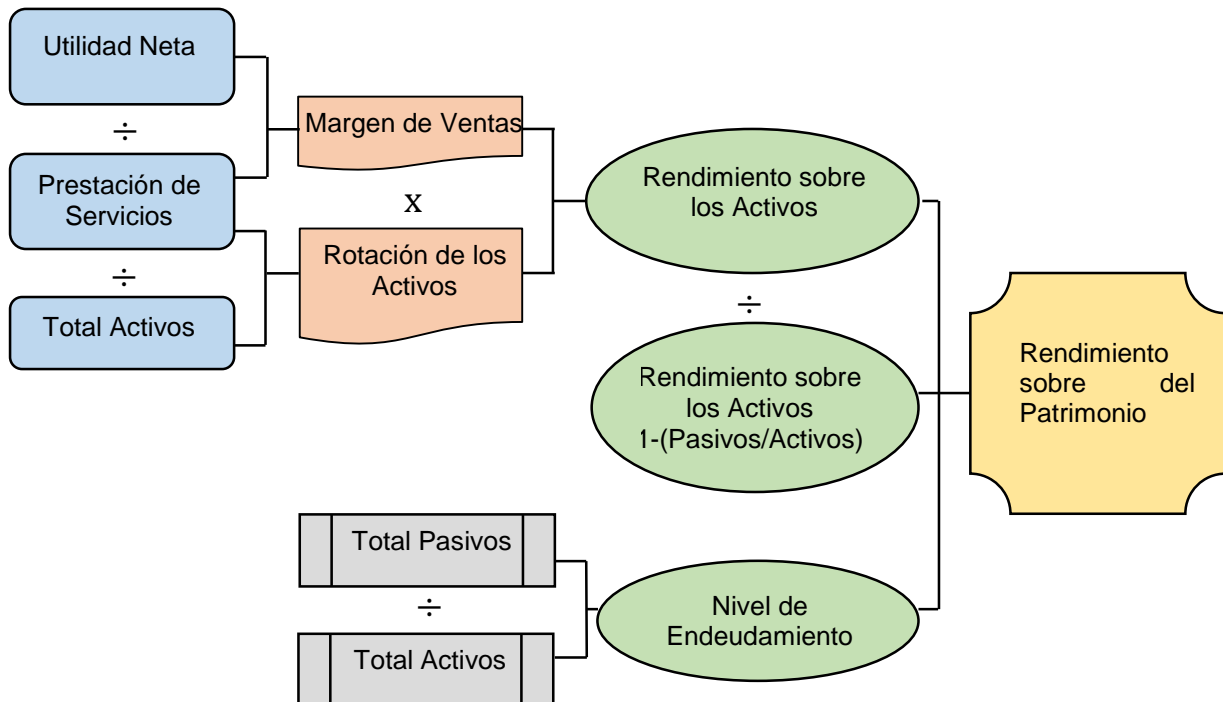 Utilidad Neta
÷
Prestación de
Servicios
÷
Total Activos
Margen de Ventas
x
Rotación de los
Activos
Rendimiento sobre
los Activos
÷
Rendimiento sobre
los Activos
1-(Pasivos/Activos)
Rendimiento
sobre del
Patrimonio
Total Pasivos
÷
Total Activos
Nivel de
Endeudamiento